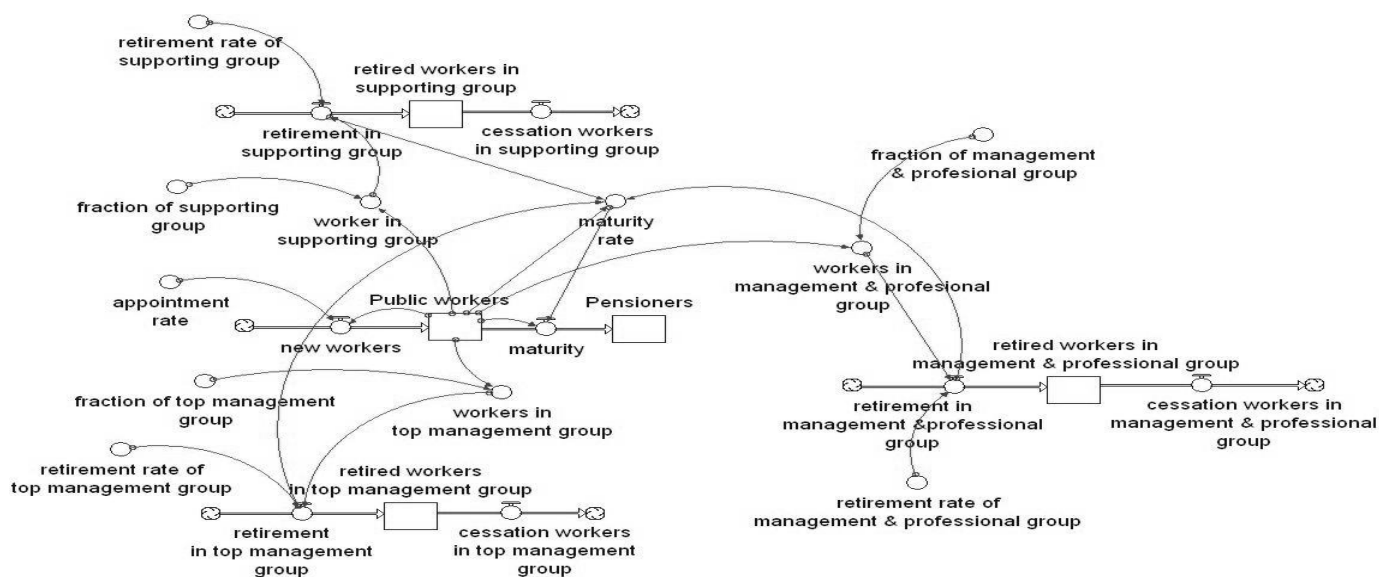 retirement rate of
supporting group
retired workers in
supporting group
retirement in
supporting group
cessation workers
in supporting group
fraction of management
& profesional group
fraction of supporting
group
worker in
supporting group
maturity
rate
workers in
management & profesional
group
appointment
rate
Public workers
Pensioners
new workers
maturity
retired workers in
management & professional group
fraction of top management
group
workers in
top management group
retirement in
management &professional
group
cessation workers in
management & professional
group
retirement rate of
top management group
retired workers
in top management group
retirement rate of
management & professional group
retirement
in top management
group
cessation workers
in top management
group